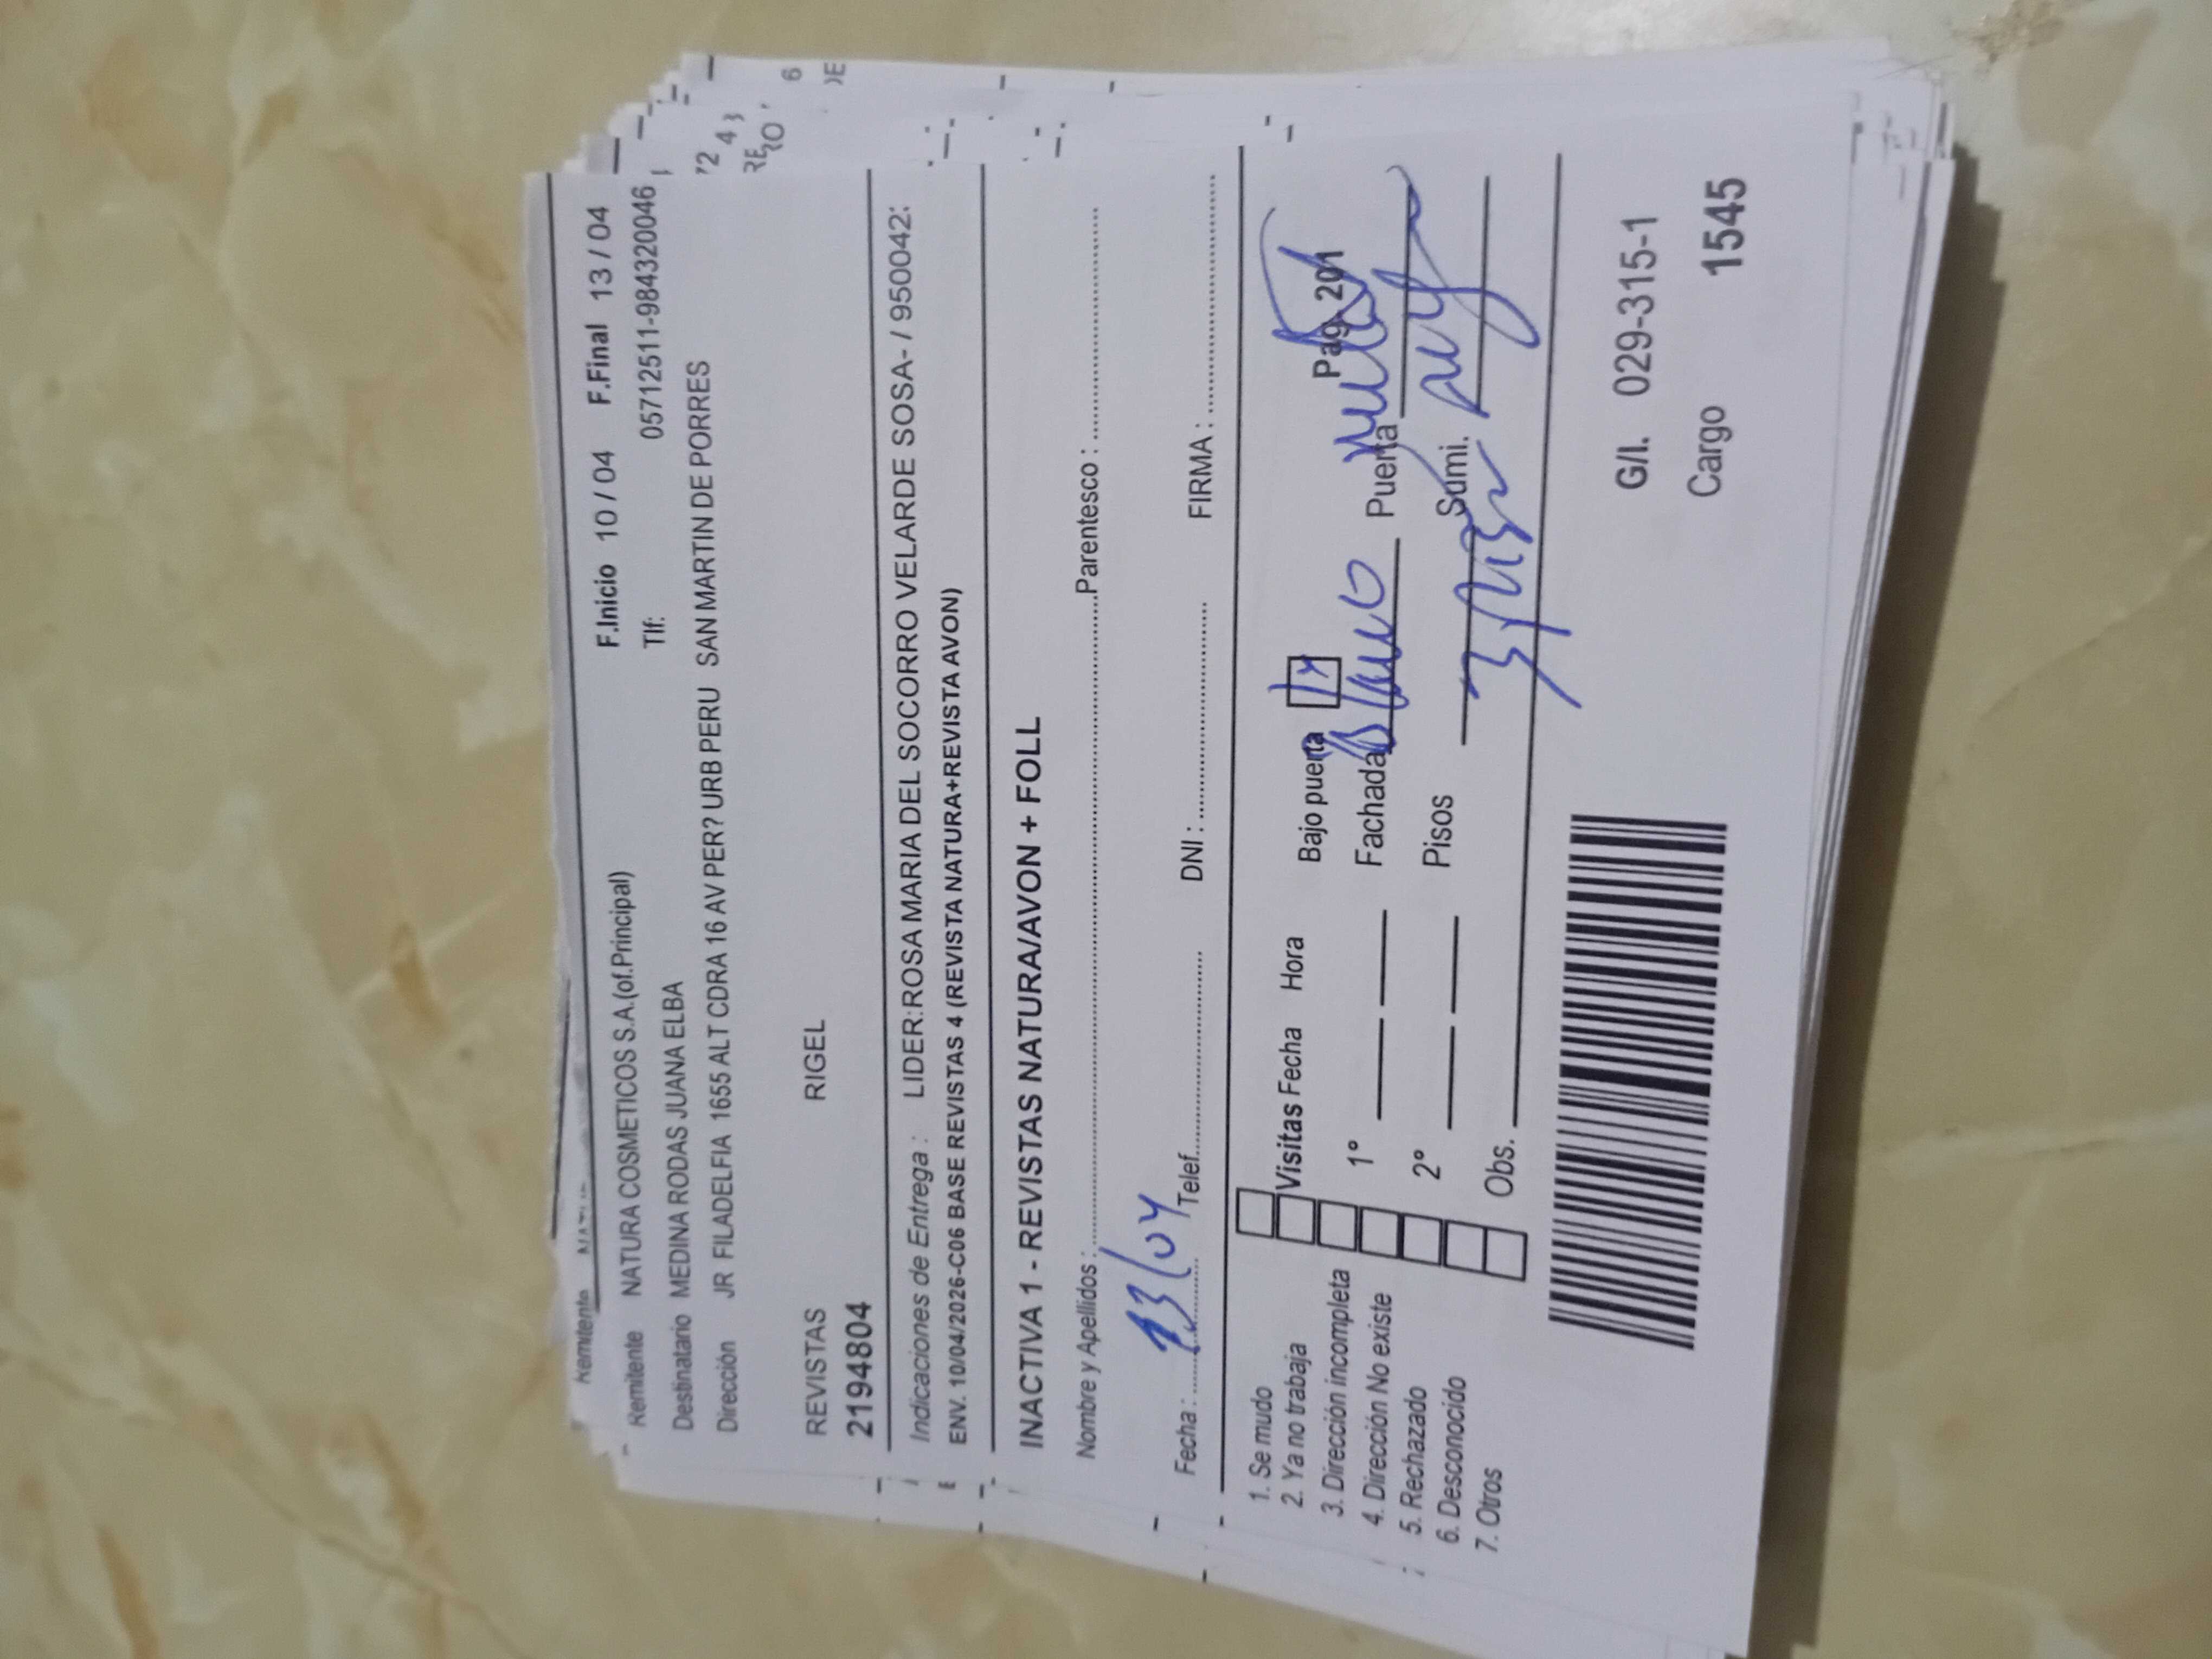 Remitente
Remitente NATURA COSMETICOS S.A.(of.Principal) F.Inicio 10 / 04 F.Final 13 / 04
Destinatario MEDINA RODAS JUANA ELBA Tlf: 057125511-984320046
Dirección JR FILADELFIA 1655 ALT CDRA 16 AV PER? URB PERU SAN MARTIN DE PORRES
REVISTAS RIGEL
2194804
Indicaciones de Entrega : LIDER:ROSA MARIA DEL SOCORRO VELARDE SOSA- / 950042:
ENV. 10/04/2026-C06 BASE REVISTAS 4 (REVISTA NATURA+REVISTA AVON)
INACTIVA 1 - REVISTAS NATURA/AVON + FOLL
Nombre y Apellidos : Parentesco :
Fecha : 13/04 Telef. DNI : FIRMA :
1. Se mudo
2. Ya no trabaja
3. Dirección incompleta
4. Dirección No existe
5. Rechazado
6. Desconocido
7. Otros
Visitas Fecha Hora Bajo puerta Pag. 201
1° Fachada Puerta
2° Pisos Sumi.
Obs.
G/I. 029-315-1
Cargo 1545